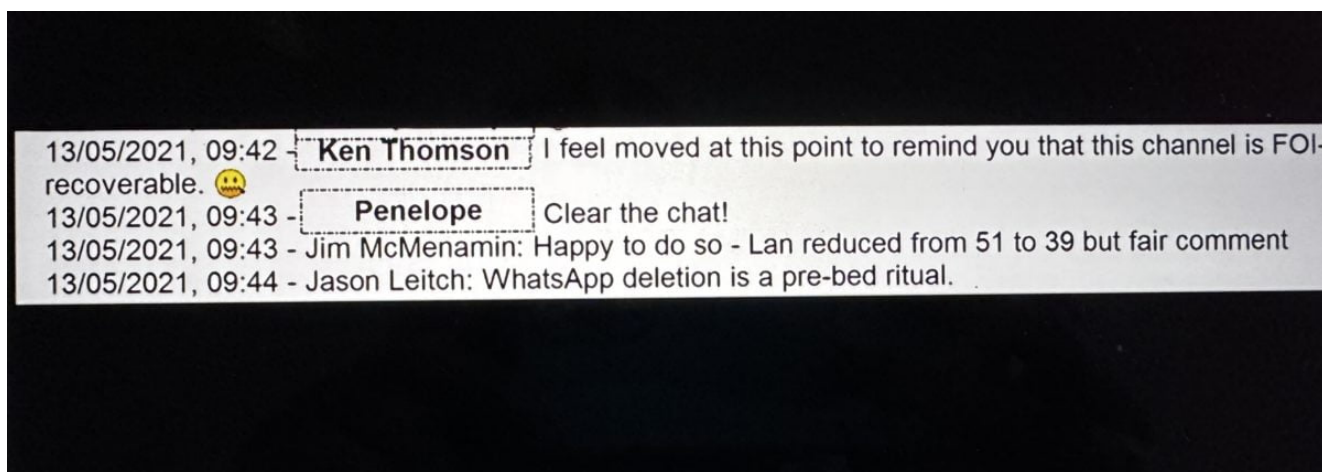 13/05/2021, 09:42 - Ken Thomson I feel moved at this point to remind you that this channel is FOI-
recoverable. 🤐
13/05/2021, 09:43 - Penelope Clear the chat!
13/05/2021, 09:43 - Jim McMenamin: Happy to do so - Lan reduced from 51 to 39 but fair comment
13/05/2021, 09:44 - Jason Leitch: WhatsApp deletion is a pre-bed ritual.